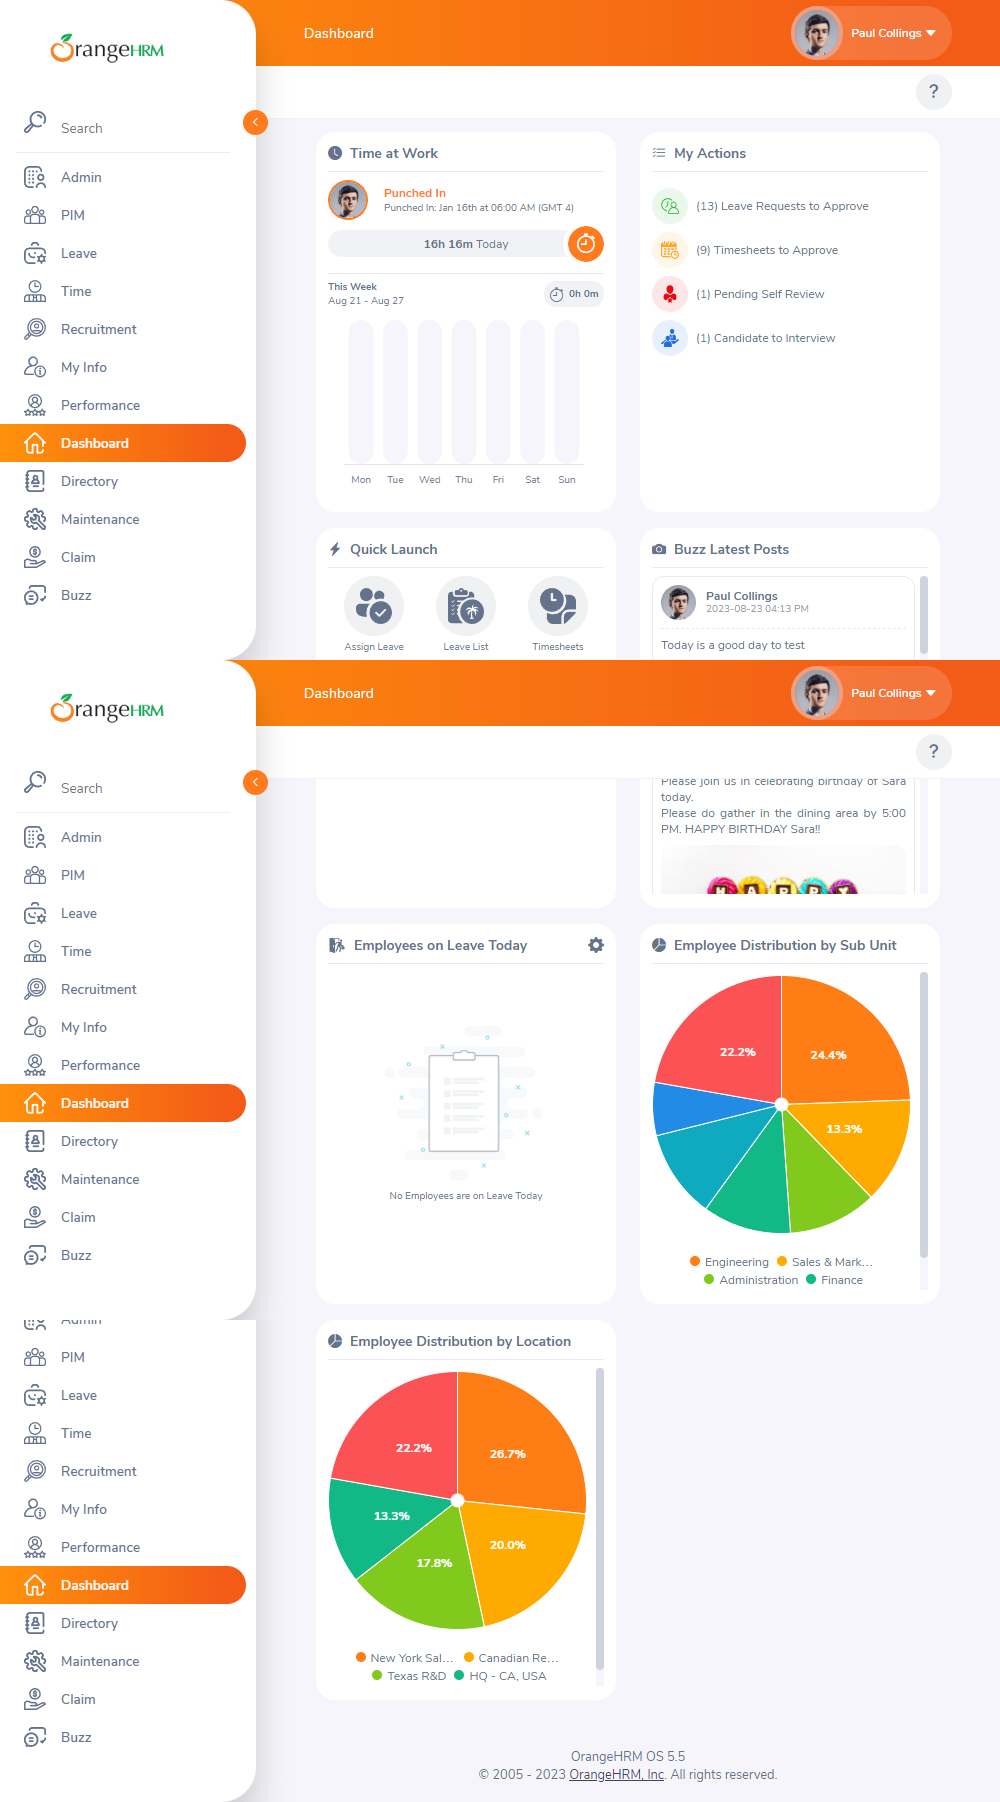 OrangeHRM
Dashboard
Paul Collings
?
Search
Admin
PIM
Leave
Time
Recruitment
My Info
Performance
Dashboard
Directory
Maintenance
Claim
Buzz
Time at Work
Punched In
Punched In: Jan 16th at 06:00 AM (GMT 4)
16h 16m Today
This Week
Aug 21 - Aug 27
0h 0m
Mon Tue Wed Thu Fri Sat Sun
My Actions
(13) Leave Requests to Approve
(9) Timesheets to Approve
(1) Pending Self Review
(1) Candidate to Interview
Quick Launch
Assign Leave
Leave List
Timesheets
Buzz Latest Posts
Paul Collings
2023-08-23 04:13 PM
Today is a good day to test
OrangeHRM
Dashboard
Paul Collings
?
Search
Admin
PIM
Leave
Time
Recruitment
My Info
Performance
Dashboard
Directory
Maintenance
Claim
Buzz
Please join us in celebrating birthday of Sara
today.
Please do gather in the dining area by 5:00
PM. HAPPY BIRTHDAY Sara!!
HAPPY
Employees on Leave Today
No Employees are on Leave Today
Employee Distribution by Sub Unit
22.2%
24.4%
13.3%
Engineering Sales & Mark...
Administration Finance
Admin
PIM
Leave
Time
Recruitment
My Info
Performance
Dashboard
Directory
Maintenance
Claim
Buzz
Employee Distribution by Location
22.2%
26.7%
13.3%
20.0%
17.8%
New York Sal... Canadian Re...
Texas R&D HQ - CA, USA
OrangeHRM OS 5.5
© 2005 - 2023 OrangeHRM, Inc. All rights reserved.